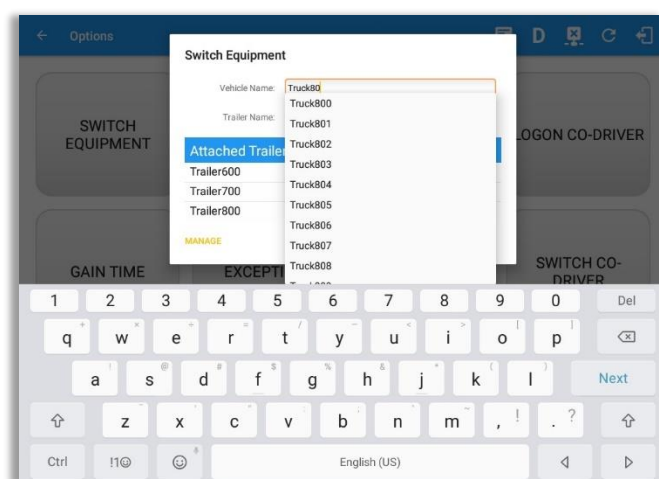 Options
D
Switch Equipment
Vehicle Name: Truck80
Trailer Name:
Truck800
Truck801
Truck802
Truck803
Truck804
Truck805
Truck806
Truck807
Truck808
Attached Traile
Trailer600
Trailer700
Trailer800
MANAGE
SWITCH
EQUIPMENT
LOGON CO-DRIVER
GAIN TIME
EXCEPTI
SWITCH CO-
DRIVER
1 2 3 4 5 6 7 8 9 0 Del
q w e r t y u i o p
a s d f g h j k l Next
z x c v b n m , ! . ?
Ctrl !1☺ English (US)